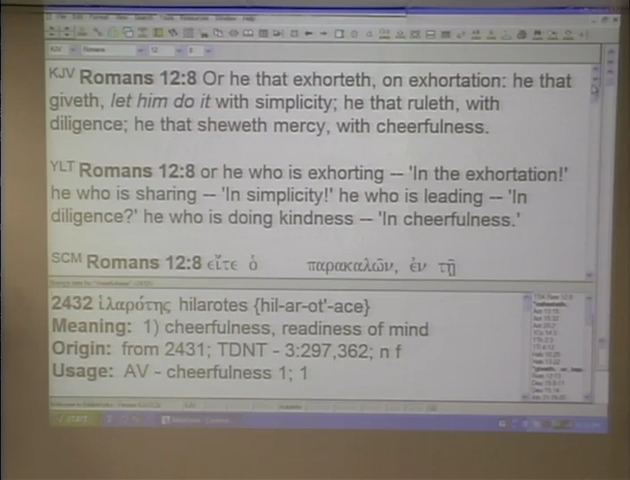 KJV Romans 12:8 Or he that exhorteth, on exhortation: he that
giveth, let him do it with simplicity; he that ruleth, with
diligence; he that sheweth mercy, with cheerfulness.
YLT Romans 12:8 or he who is exhorting -- 'In the exhortation!'
he who is sharing -- 'In simplicity!' he who is leading -- 'In
diligence?' he who is doing kindness -- 'In cheerfulness.'
SCM Romans 12:8 εἴτε ὁ παρακαλῶν, ἐν τῇ
2432 ἱλαρότης hilarotes {hil-ar-ot'-ace}
Meaning: 1) cheerfulness, readiness of mind
Origin: from 2431; TDNT - 3:297,362; n f
Usage: AV - cheerfulness 1; 1